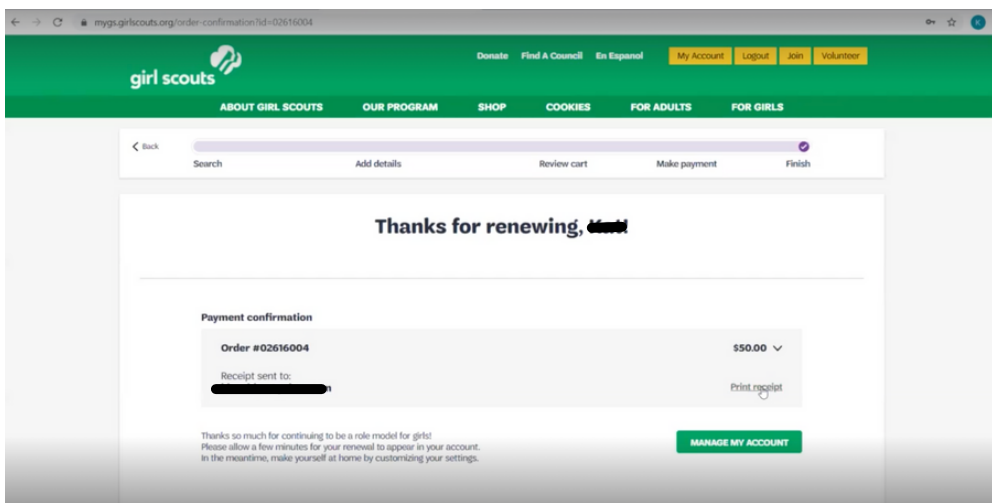 mygs.girlscouts.org/order-confirmation?id=02616004
K
girl scouts
Donate Find A Council En Espanol My Account Logout Join Volunteer
ABOUT GIRL SCOUTS OUR PROGRAM SHOP COOKIES FOR ADULTS FOR GIRLS
Back
Search Add details Review cart Make payment Finish
Thanks for renewing,
Payment confirmation
Order #02616004 $50.00
Receipt sent to:
Print receipt
Thanks so much for continuing to be a role model for girls!
Please allow a few minutes for your renewal to appear in your account.
In the meantime, make yourself at home by customizing your settings.
MANAGE MY ACCOUNT